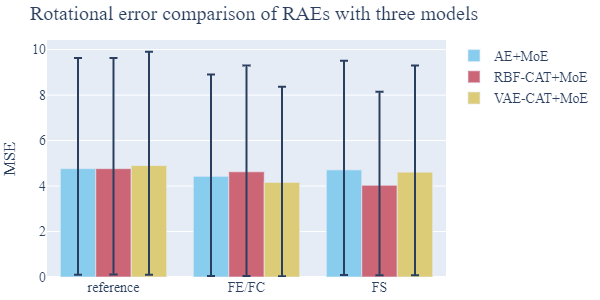 Rotational error comparison of RAEs with three models
10
8
6
4
2
0
MSE
reference
FE/FC
FS
AE+MoE
RBF-CAT+MoE
VAE-CAT+MoE